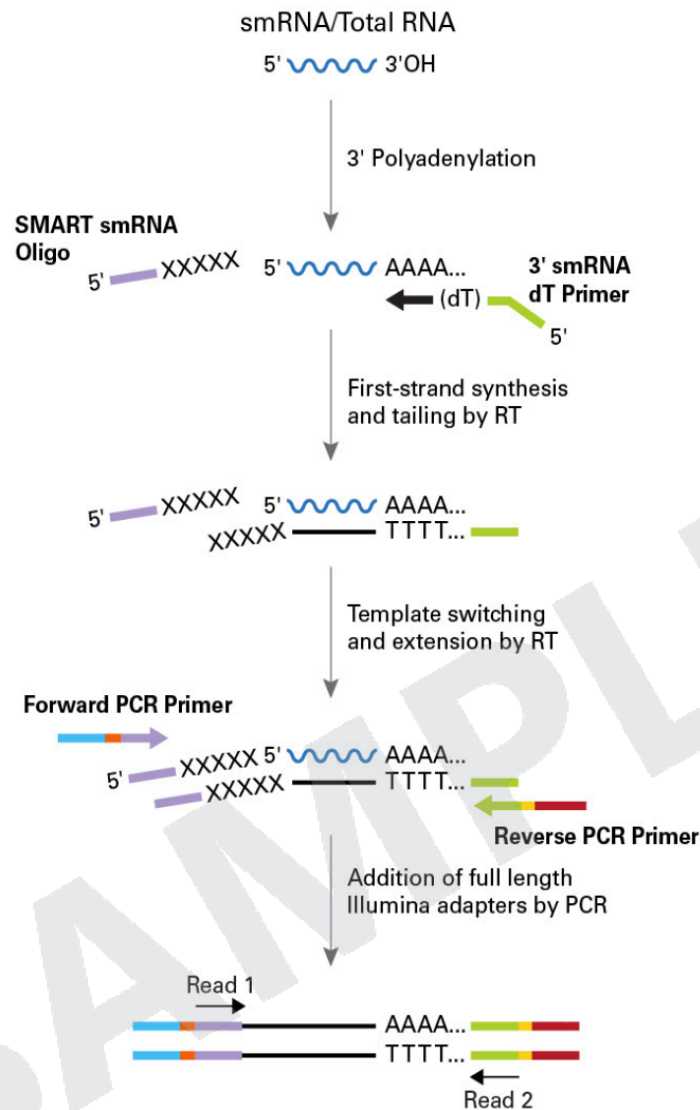 smRNA/Total RNA
5' 3'OH
3' Polyadenylation
SMART smRNA
Oligo
5' XXXXX
5' AAAA...
(dT)
3' smRNA
dT Primer
5'
First-strand synthesis
and tailing by RT
5' XXXXX
5' AAAA...
XXXXX TTTT...
Template switching
and extension by RT
Forward PCR Primer
5' XXXXX 5' AAAA...
XXXXX TTTT...
Reverse PCR Primer
Addition of full length
Illumina adapters by PCR
Read 1
AAAA...
TTTT...
Read 2